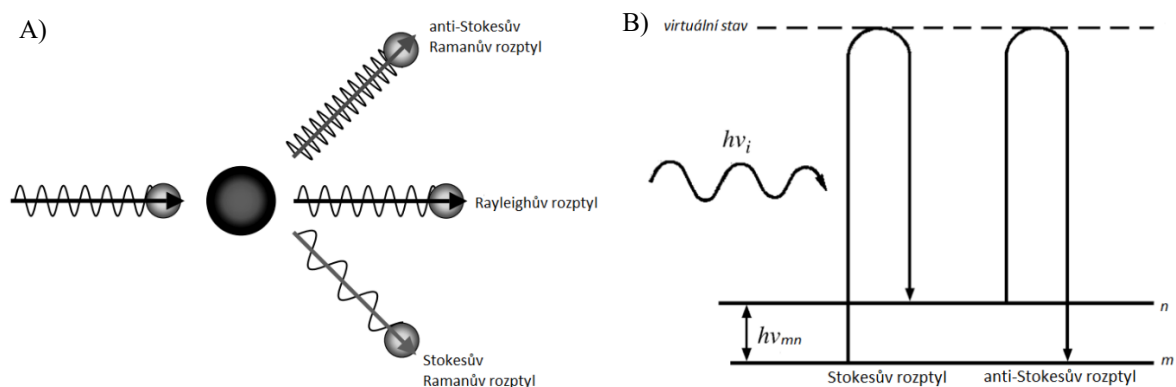 A)
anti-Stokesův
Ramanův rozptyl
Rayleighův rozptyl
Stokesův
Ramanův rozptyl
B)
virtuální stav
hνi
n
hνmn
m
Stokesův rozptyl
anti-Stokesův rozptyl